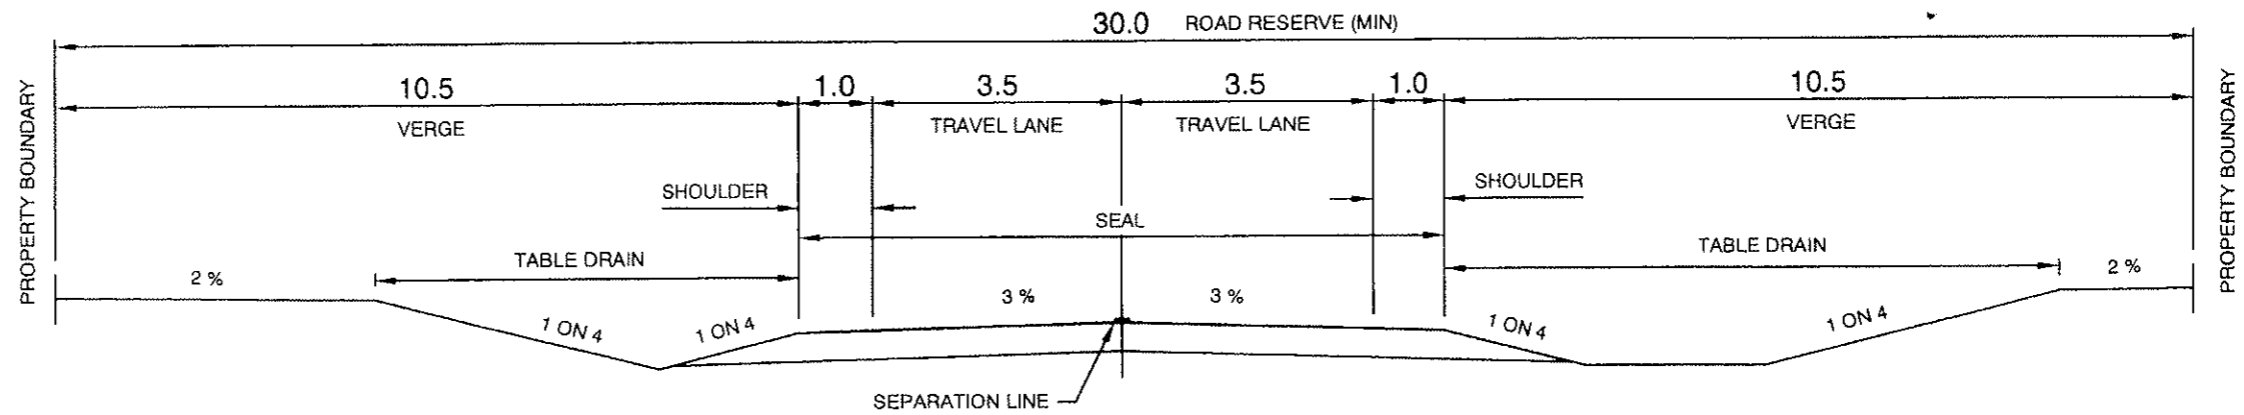 30.0 ROAD RESERVE (MIN)
10.5 1.0 3.5 3.5 1.0 10.5
VERGE TRAVEL LANE TRAVEL LANE VERGE
PROPERTY BOUNDARY
PROPERTY BOUNDARY
SHOULDER SHOULDER
SEAL
TABLE DRAIN TABLE DRAIN
2 % 3 % 3 % 2 %
1 ON 4 1 ON 4 1 ON 4 1 ON 4
SEPARATION LINE